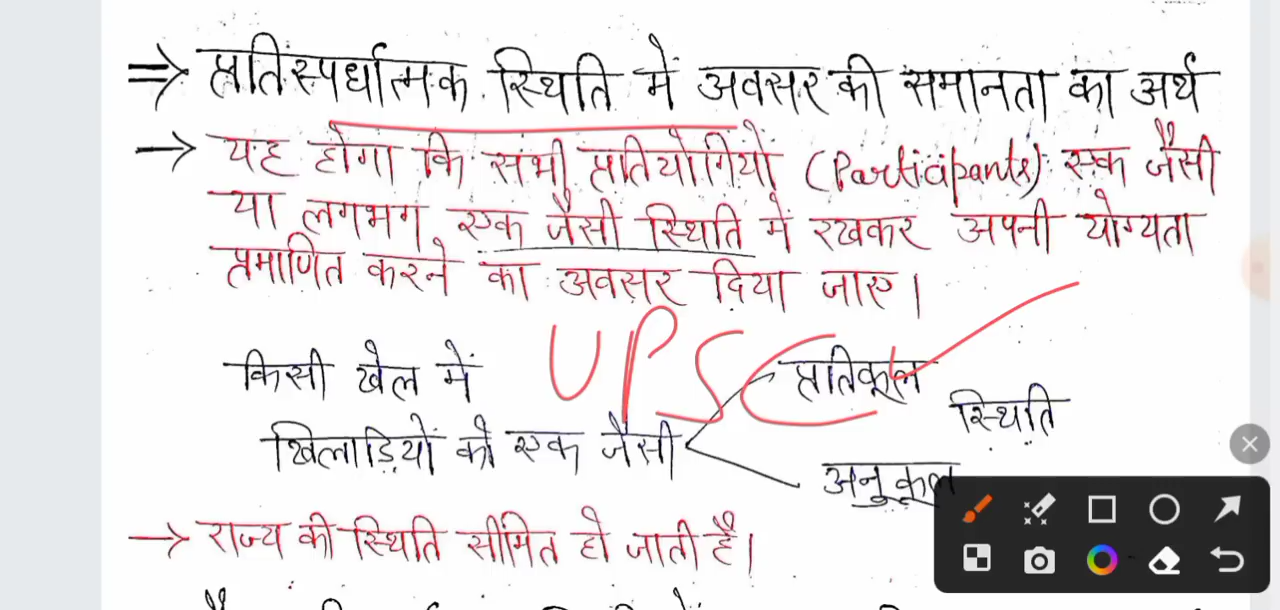 ⇒ प्रतिस्पर्धात्मक स्थिति में अवसर की समानता का अर्थ
→ यह होगा कि सभी प्रतियोगियों (Participants) एक जैसी
या लगभग एक जैसी स्थिति में रखकर अपनी योग्यता
प्रमाणित करने का अवसर दिया जाए।
UPSC
किसी खेल में
प्रतिकूल
स्थिति
खिलाड़ियों को एक जैसी
अनुकूल
→ राज्य की स्थिति सीमित हो जाती है।